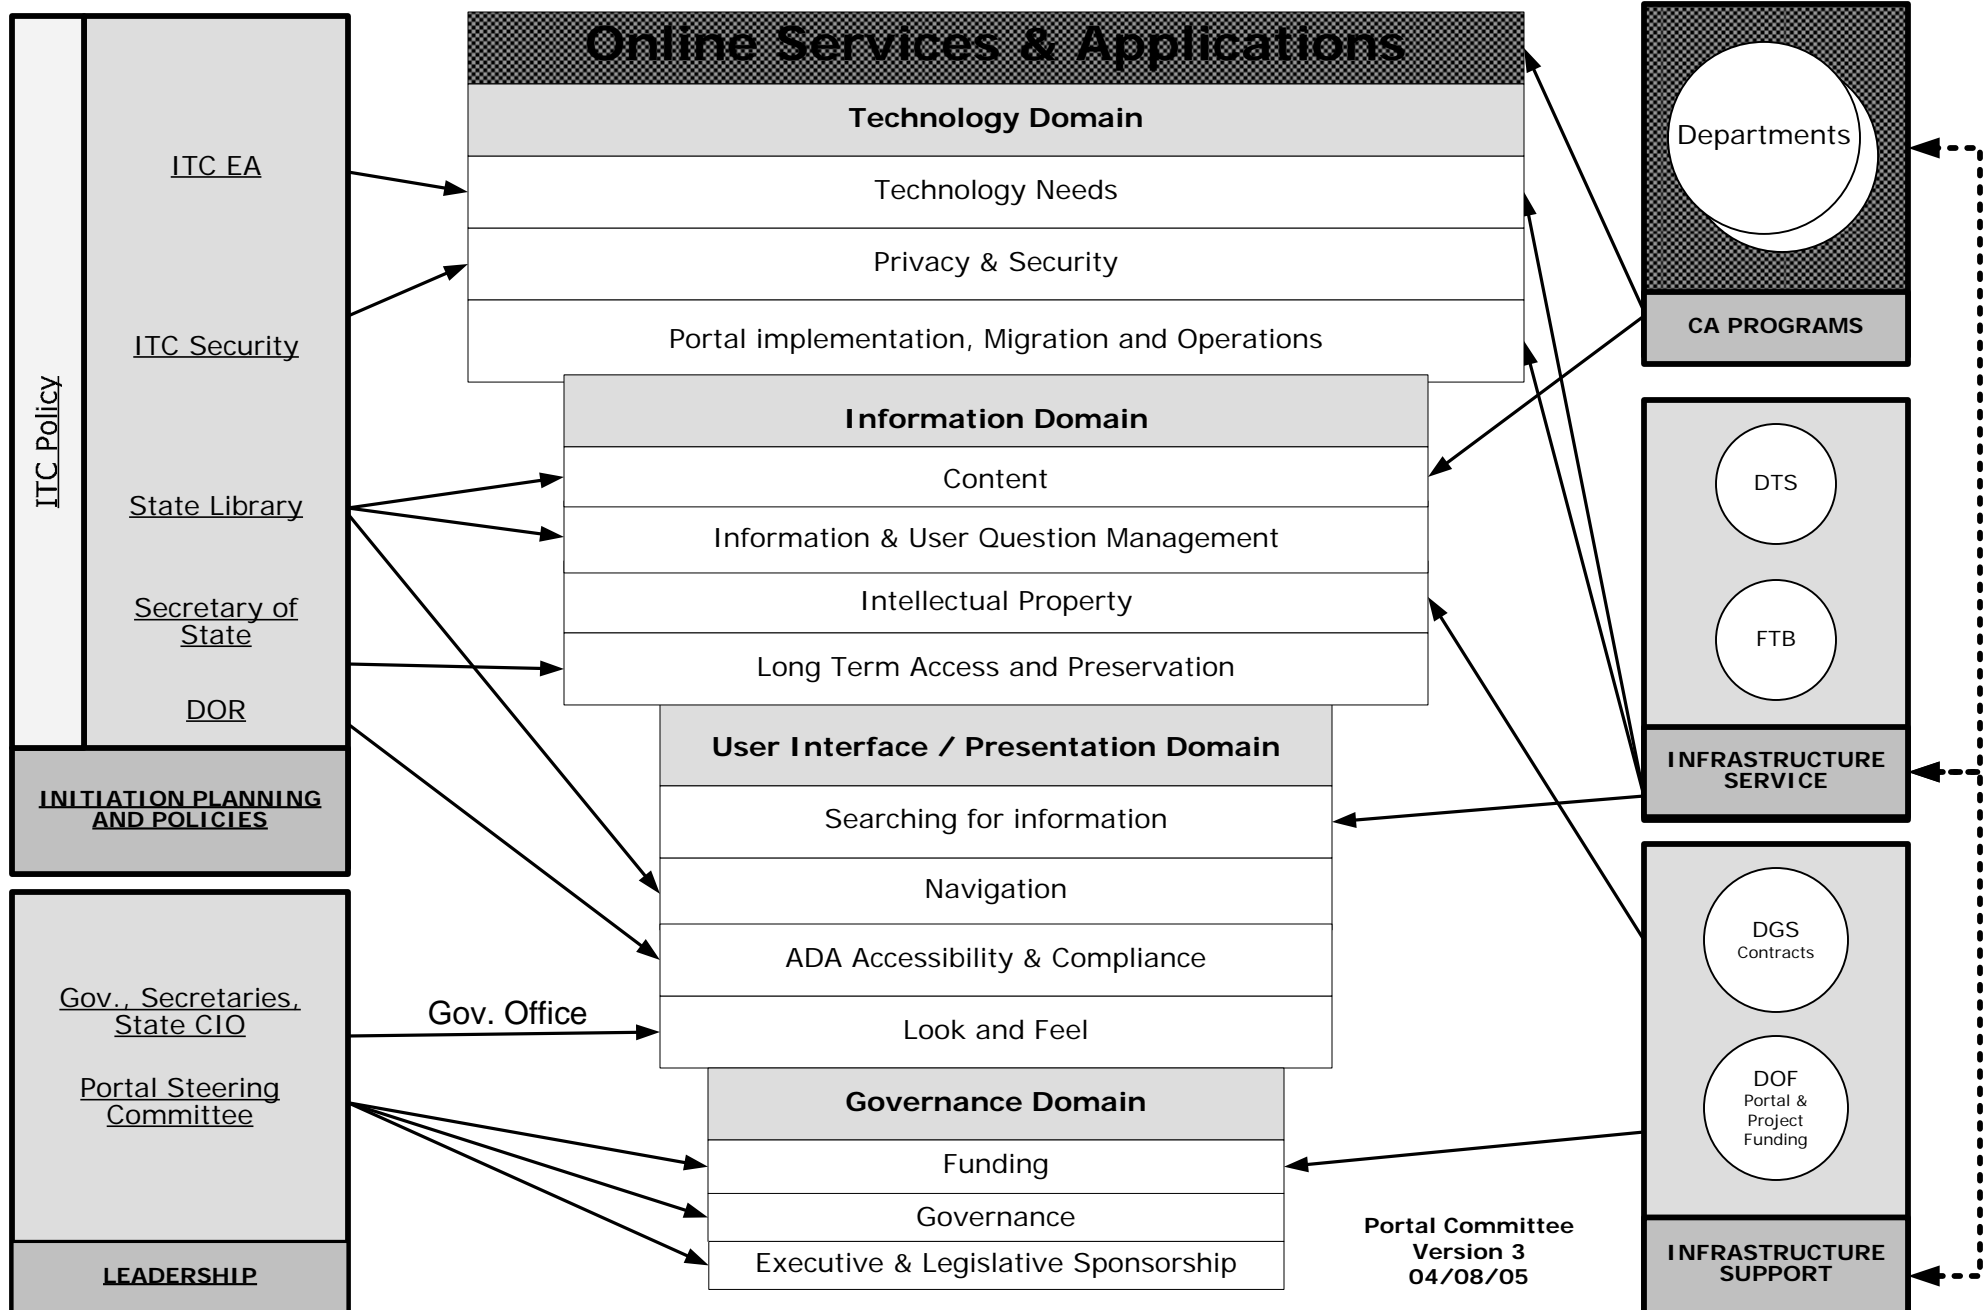 ITC Policy
ITC EA
ITC Security
State Library
Secretary of
State
DOR
INITIATION PLANNING
AND POLICIES
Gov., Secretaries,
State CIO
Portal Steering
Committee
LEADERSHIP
Gov. Office
Online Services & Applications
Technology Domain
Technology Needs
Privacy & Security
Portal implementation, Migration and Operations
Information Domain
Content
Information & User Question Management
Intellectual Property
Long Term Access and Preservation
User Interface / Presentation Domain
Searching for information
Navigation
ADA Accessibility & Compliance
Look and Feel
Governance Domain
Funding
Governance
Executive & Legislative Sponsorship
Portal Committee
Version 3
04/08/05
Departments
CA PROGRAMS
DTS
FTB
INFRASTRUCTURE
SERVICE
DGS
Contracts
DOF
Portal &
Project
Funding
INFRASTRUCTURE
SUPPORT